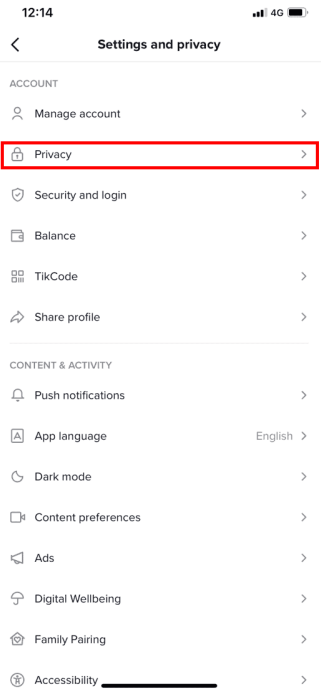 12:14
4G
Settings and privacy
ACCOUNT
Manage account
Privacy
Security and login
Balance
TikCode
Share profile
CONTENT & ACTIVITY
Push notifications
App language English
Dark mode
Content preferences
Ads
Digital Wellbeing
Family Pairing
Accessibility